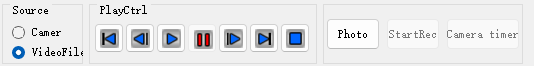 Source
Camer
VideoFile
PlayCtrl
Photo
StartRec
Camera timer